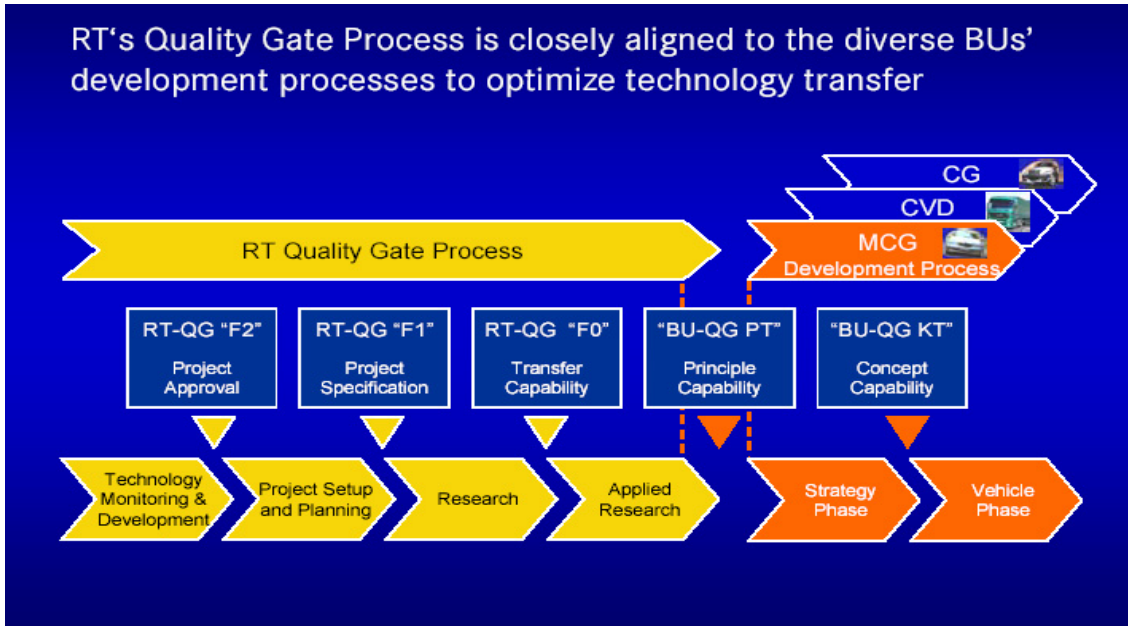 RT‘s Quality Gate Process is closely aligned to the diverse BUs’
development processes to optimize technology transfer
CG
CVD
MCG
Development Process
RT Quality Gate Process
RT-QG “F2”
Project
Approval
RT-QG “F1”
Project
Specification
RT-QG “F0”
Transfer
Capability
“BU-QG PT”
Principle
Capability
“BU-QG KT”
Concept
Capability
Technology
Monitoring &
Development
Project Setup
and Planning
Research
Applied
Research
Strategy
Phase
Vehicle
Phase